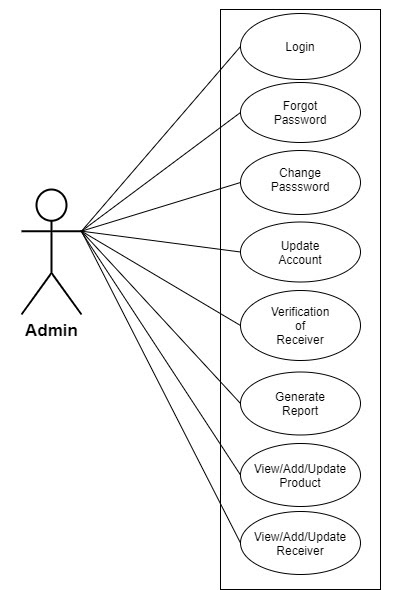 Login
Forgot
Password
Change
Passsword
Update
Account
Verification
of
Receiver
Generate
Report
View/Add/Update
Product
View/Add/Update
Receiver
Admin